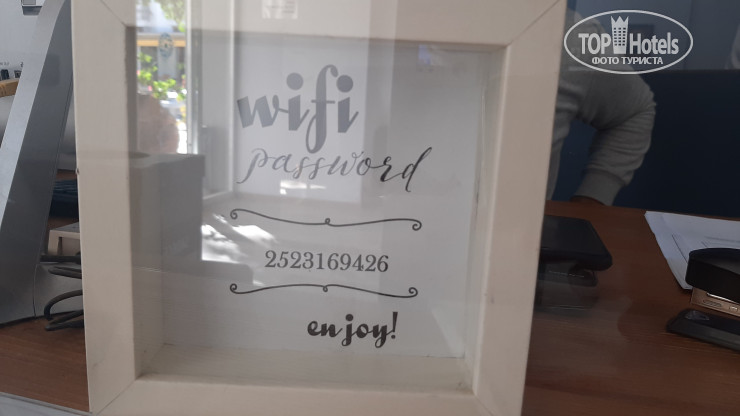 TOP Hotels
ФОТО ТУРИСТА
wifi
password
2523169426
enjoy!